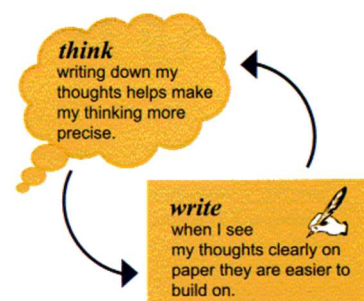 think
writing down my
thoughts helps make
my thinking more
precise.
write
when I see
my thoughts clearly on
paper they are easier to
build on.